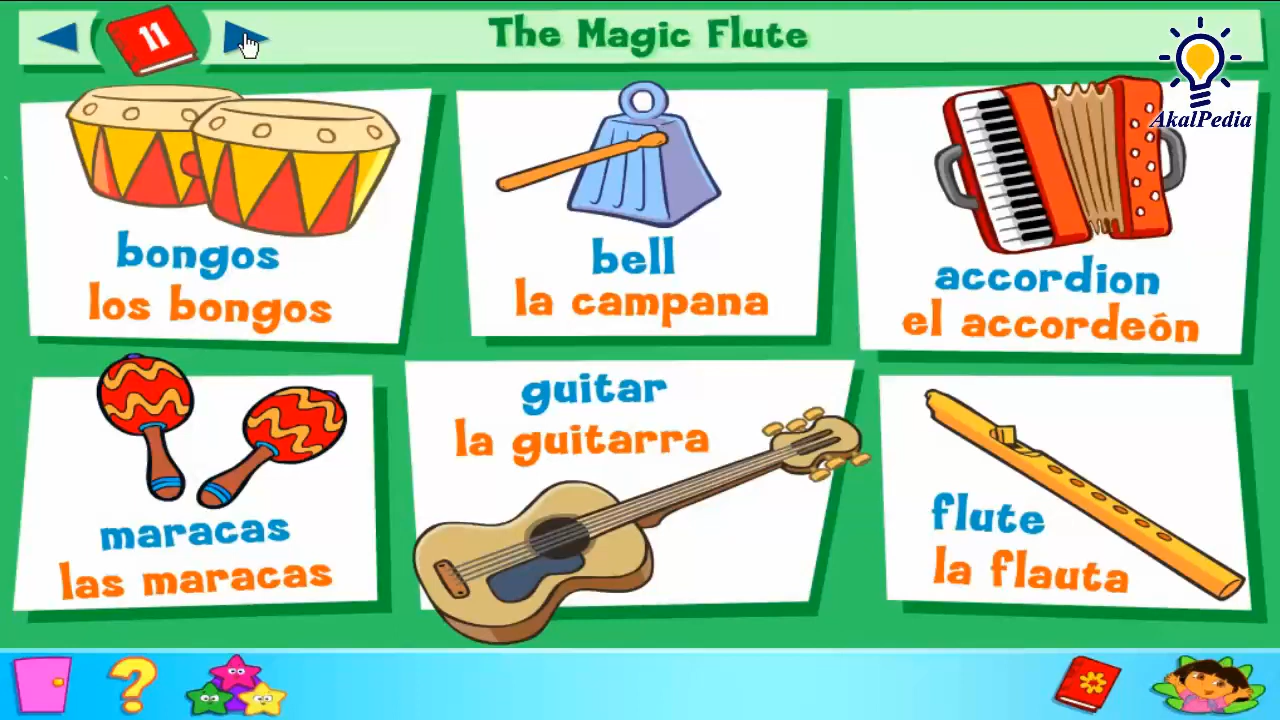 11
The Magic Flute
AkalPedia
bongos
los bongos
bell
la campana
accordion
el accordeón
maracas
las maracas
guitar
la guitarra
flute
la flauta
?